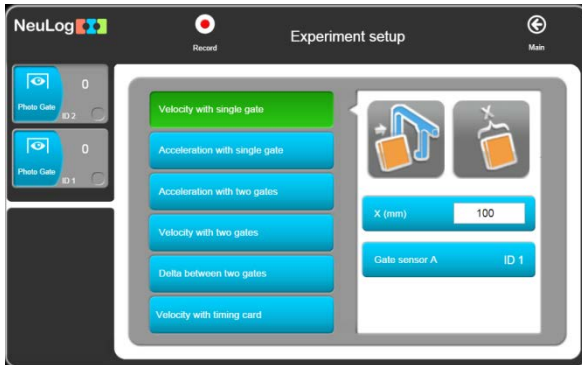 NeuLog
Record
Experiment setup
Main
0
Photo Gate
ID 2
0
Photo Gate
ID 1
Velocity with single gate
Acceleration with single gate
Acceleration with two gates
Velocity with two gates
Delta between two gates
Velocity with timing card
X
X (mm)
100
Gate sensor A
ID 1